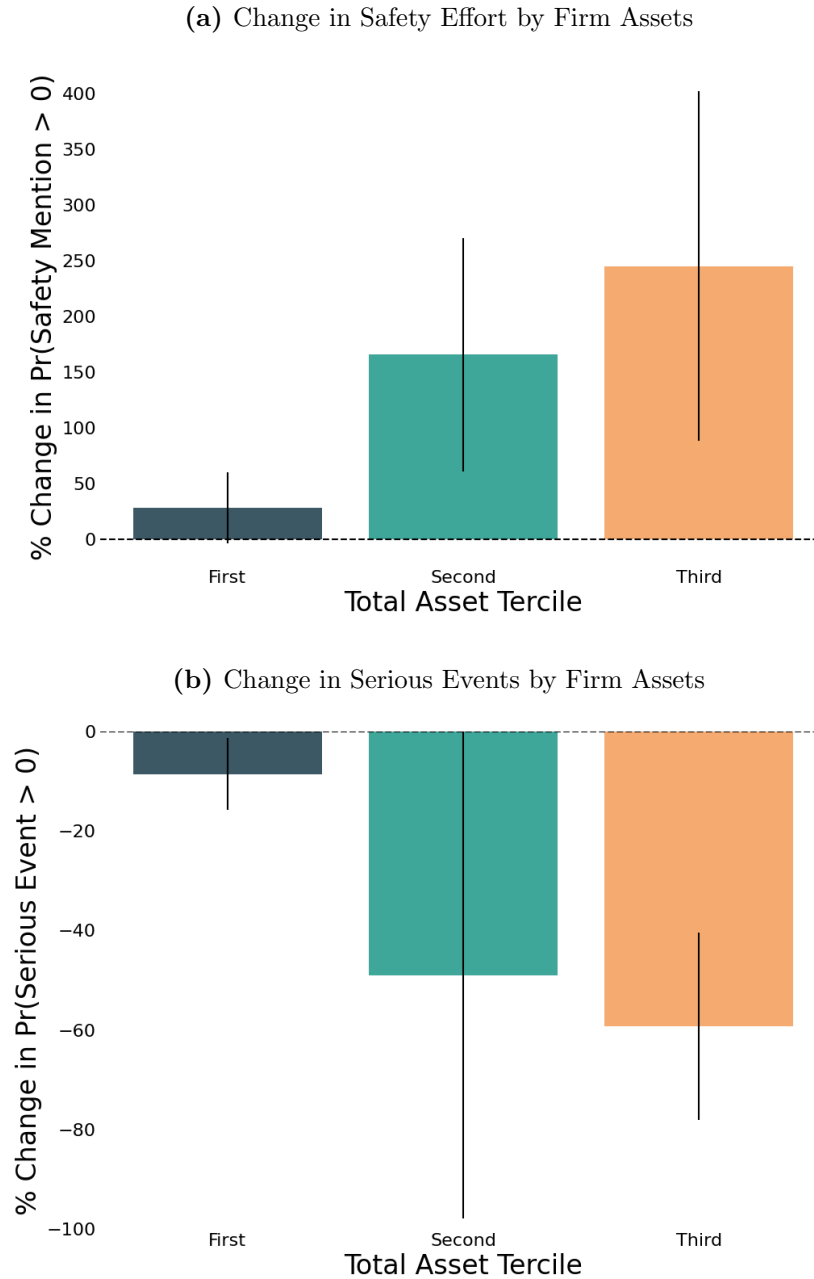 (a) Change in Safety Effort by Firm Assets
% Change in Pr(Safety Mention > 0)
400
350
300
250
200
150
100
50
0
First
Second
Third
Total Asset Tercile
(b) Change in Serious Events by Firm Assets
% Change in Pr(Serious Event > 0)
0
−20
−40
−60
−80
−100
First
Second
Third
Total Asset Tercile